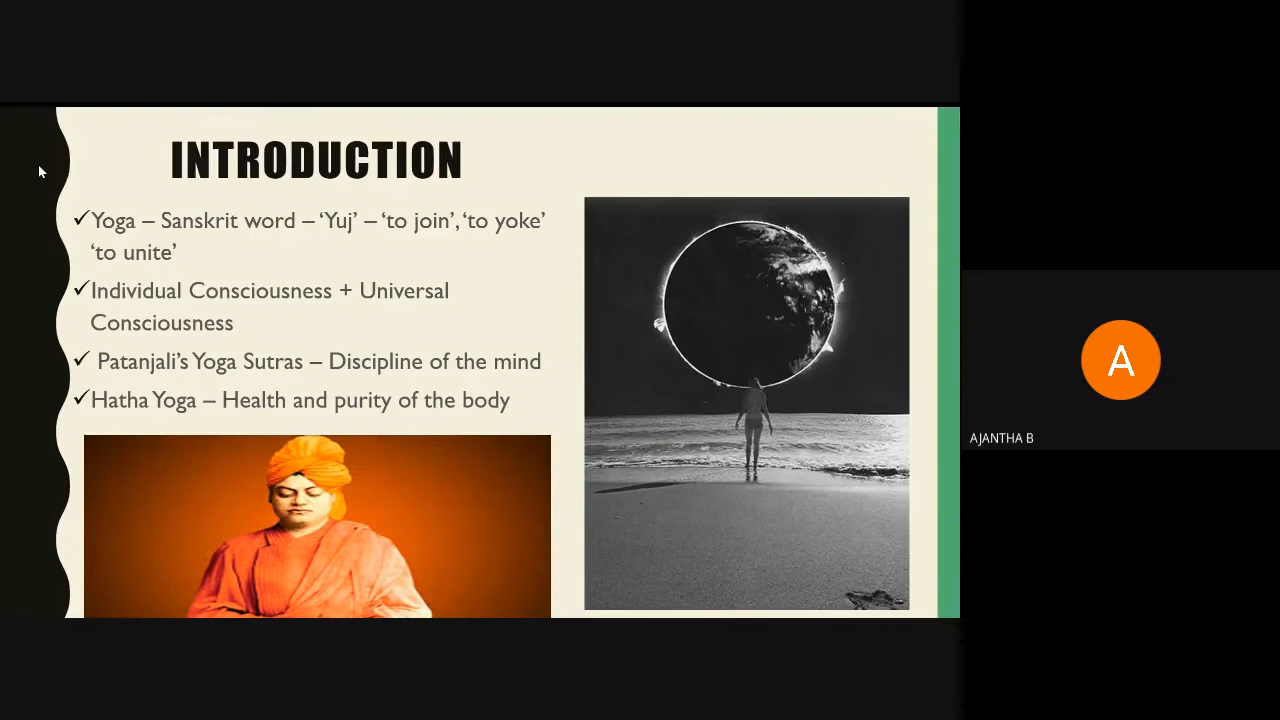 INTRODUCTION
✓Yoga – Sanskrit word – ‘Yuj’ – ‘to join’, ‘to yoke’
‘to unite’
✓Individual Consciousness + Universal
Consciousness
✓ Patanjali’s Yoga Sutras – Discipline of the mind
✓Hatha Yoga – Health and purity of the body
A
AJANTHA B